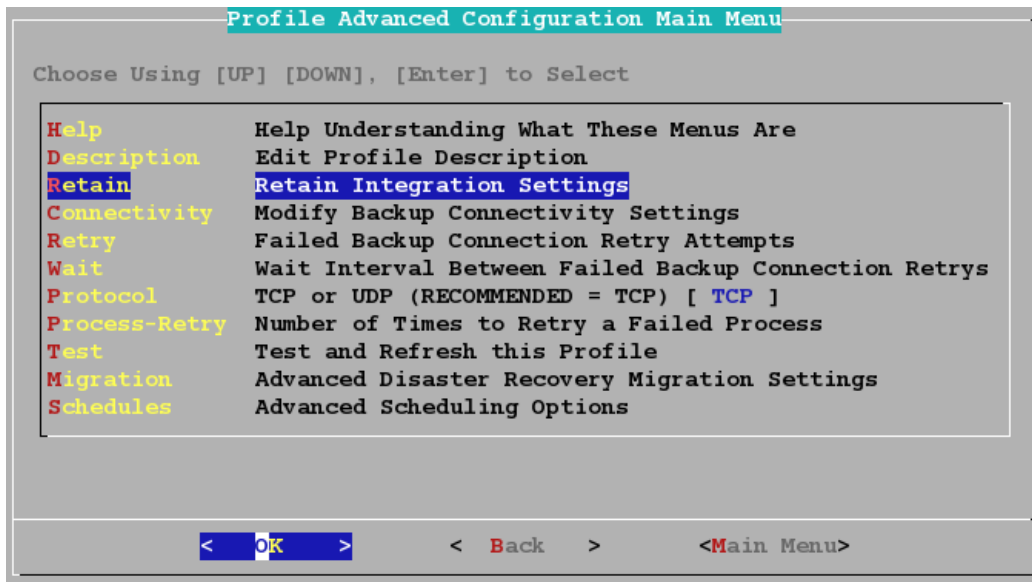 Profile Advanced Configuration Main Menu
Choose Using [UP] [DOWN], [Enter] to Select
Help Help Understanding What These Menus Are
Description Edit Profile Description
Retain Retain Integration Settings
Connectivity Modify Backup Connectivity Settings
Retry Failed Backup Connection Retry Attempts
Wait Wait Interval Between Failed Backup Connection Retrys
Protocol TCP or UDP (RECOMMENDED = TCP) [ TCP ]
Process-Retry Number of Times to Retry a Failed Process
Test Test and Refresh this Profile
Migration Advanced Disaster Recovery Migration Settings
Schedules Advanced Scheduling Options
< OK > < Back > <Main Menu>